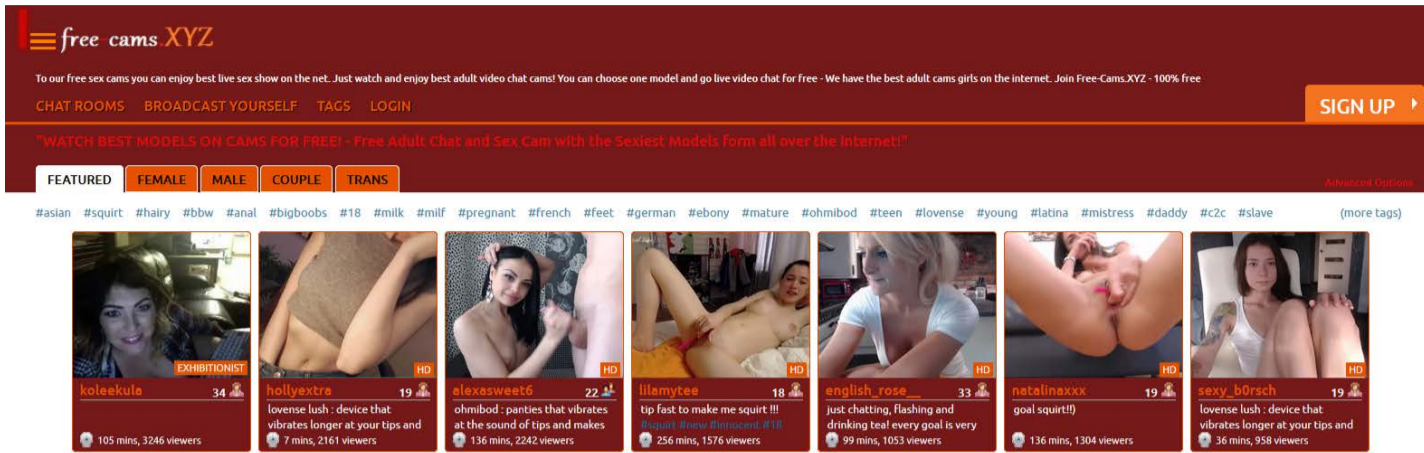 free-cams.XYZ
To our free sex cams you can enjoy best live sex show on the net. Just watch and enjoy best adult video chat cams! You can choose one model and go live video chat for free - We have the best adult cams girls on the internet. Join Free-Cams.XYZ - 100% free
CHAT ROOMS BROADCAST YOURSELF TAGS LOGIN
SIGN UP
"WATCH BEST MODELS ON CAMS FOR FREE! - Free Adult Chat and Sex Cam with the Sexiest Models form all over the Internet!"
FEATURED FEMALE MALE COUPLE TRANS
Advanced Options
#asian #squirt #hairy #bbw #anal #bigboobs #18 #milk #milf #pregnant #french #feet #german #ebony #mature #ohmibod #teen #lovense #young #latina #mistress #daddy #c2c #slave (more tags)
EXHIBITIONIST
koleekula 34
105 mins, 3246 viewers
HD
hollyextra 19
lovense lush : device that
vibrates longer at your tips and
7 mins, 2161 viewers
HD
alexasweet6 22
ohmibod : panties that vibrates
at the sound of tips and makes
136 mins, 2242 viewers
HD
lilamytee 18
tip fast to make me squirt !!!
#squirt #new #innocent #18
256 mins, 1576 viewers
HD
english_rose__ 33
just chatting, flashing and
drinking tea! every goal is very
99 mins, 1053 viewers
HD
natalinaxxx 19
goal squirt!!)
136 mins, 1304 viewers
HD
sexy_b0rsch 19
lovense lush : device that
vibrates longer at your tips and
36 mins, 958 viewers